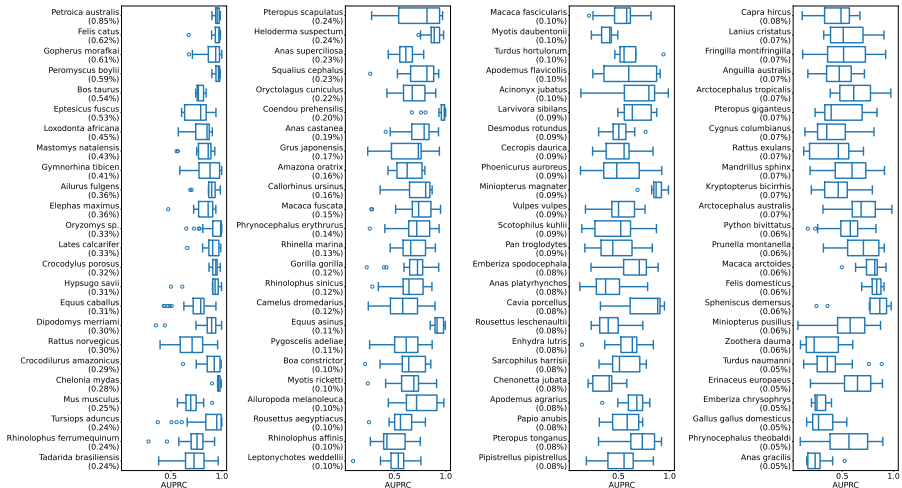 Petroica australis
(0.85%)
Felis catus
(0.62%)
Gopherus morafkai
(0.61%)
Peromyscus boylii
(0.59%)
Bos taurus
(0.54%)
Eptesicus fuscus
(0.53%)
Loxodonta africana
(0.45%)
Mastomys natalensis
(0.43%)
Gymnorhina tibicen
(0.41%)
Ailurus fulgens
(0.36%)
Elephas maximus
(0.36%)
Oryzomys sp.
(0.33%)
Lates calcarifer
(0.33%)
Crocodylus porosus
(0.32%)
Hypsugo savii
(0.31%)
Equus caballus
(0.31%)
Dipodomys merriami
(0.30%)
Rattus norvegicus
(0.30%)
Crocodilurus amazonicus
(0.29%)
Chelonia mydas
(0.28%)
Mus musculus
(0.25%)
Tursiops aduncus
(0.24%)
Rhinolophus ferrumequinum
(0.24%)
Tadarida brasiliensis
(0.24%)
0.5 1.0
AUPRC
Pteropus scapulatus
(0.24%)
Heloderma suspectum
(0.24%)
Anas superciliosa
(0.23%)
Squalius cephalus
(0.23%)
Oryctolagus cuniculus
(0.22%)
Coendou prehensilis
(0.20%)
Anas castanea
(0.19%)
Grus japonensis
(0.17%)
Amazona oratrix
(0.16%)
Callorhinus ursinus
(0.16%)
Macaca fuscata
(0.15%)
Phrynocephalus erythrurus
(0.14%)
Rhinella marina
(0.13%)
Gorilla gorilla
(0.12%)
Rhinolophus sinicus
(0.12%)
Camelus dromedarius
(0.12%)
Equus asinus
(0.11%)
Pygoscelis adeliae
(0.11%)
Boa constrictor
(0.10%)
Myotis ricketti
(0.10%)
Ailuropoda melanoleuca
(0.10%)
Rousettus aegyptiacus
(0.10%)
Rhinolophus affinis
(0.10%)
Leptonychotes weddellii
(0.10%)
0.5 1.0
AUPRC
Macaca fascicularis
(0.10%)
Myotis daubentonii
(0.10%)
Turdus hortulorum
(0.10%)
Apodemus flavicollis
(0.10%)
Acinonyx jubatus
(0.10%)
Larvivora sibilans
(0.09%)
Desmodus rotundus
(0.09%)
Cecropis daurica
(0.09%)
Phoenicurus auroreus
(0.09%)
Miniopterus magnater
(0.09%)
Vulpes vulpes
(0.09%)
Scotophilus kuhlii
(0.09%)
Pan troglodytes
(0.09%)
Emberiza spodocephala
(0.08%)
Anas platyrhynchos
(0.08%)
Cavia porcellus
(0.08%)
Rousettus leschenaultii
(0.08%)
Enhydra lutris
(0.08%)
Sarcophilus harrisii
(0.08%)
Chenonetta jubata
(0.08%)
Apodemus agrarius
(0.08%)
Papio anubis
(0.08%)
Pteropus tonganus
(0.08%)
Pipistrellus pipistrellus
(0.08%)
0.5 1.0
AUPRC
Capra hircus
(0.08%)
Lanius cristatus
(0.07%)
Fringilla montifringilla
(0.07%)
Anguilla australis
(0.07%)
Arctocephalus tropicalis
(0.07%)
Pteropus giganteus
(0.07%)
Cygnus columbianus
(0.07%)
Rattus exulans
(0.07%)
Mandrillus sphinx
(0.07%)
Kryptopterus bicirrhis
(0.07%)
Arctocephalus australis
(0.07%)
Python bivittatus
(0.06%)
Prunella montanella
(0.06%)
Macaca arctoides
(0.06%)
Felis domesticus
(0.06%)
Spheniscus demersus
(0.06%)
Miniopterus pusillus
(0.06%)
Zoothera dauma
(0.06%)
Turdus naumanni
(0.05%)
Erinaceus europaeus
(0.05%)
Emberiza chrysophrys
(0.05%)
Gallus gallus domesticus
(0.05%)
Phrynocephalus theobaldi
(0.05%)
Anas gracilis
(0.05%)
0.5 1.0
AUPRC